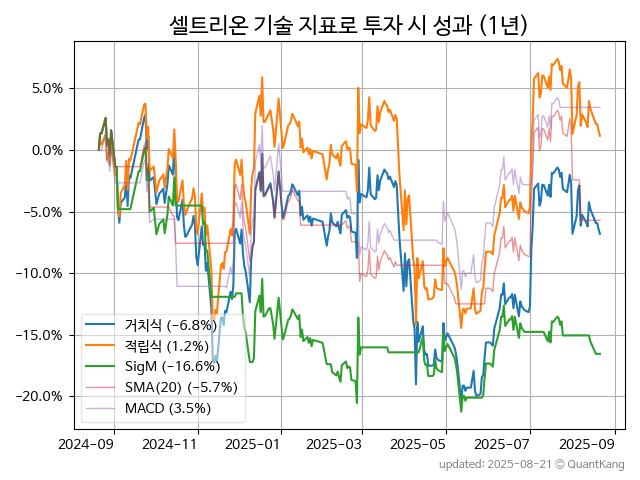 셀트리온 기술 지표로 투자 시 성과 (1년)
5.0%
0.0%
−5.0%
−10.0%
−15.0%
−20.0%
거치식 (−6.8%)
적립식 (1.2%)
SigM (−16.6%)
SMA(20) (−5.7%)
MACD (3.5%)
2024-09 2024-11 2025-01 2025-03 2025-05 2025-07 2025-09
updated: 2025-08-21 © QuantKang